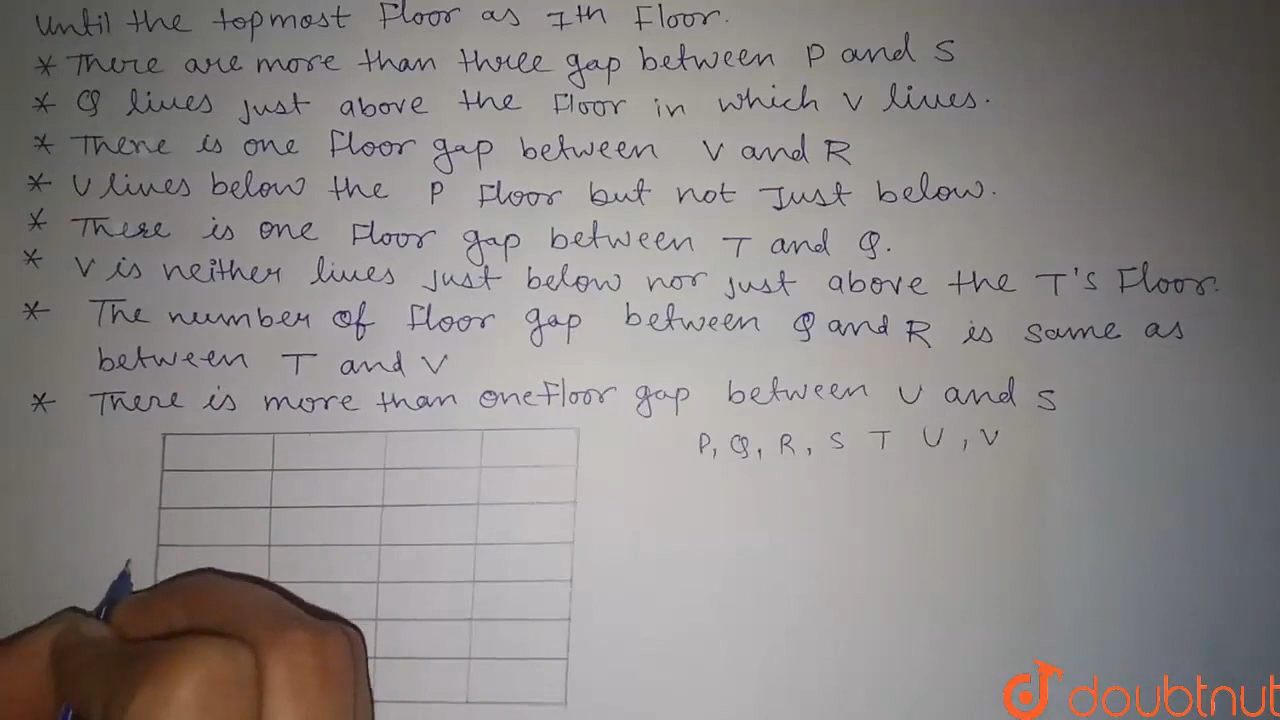 Until the topmost Floor as 7th Floor.
* There are more than three gap between P and S
* Q lives just above the Floor in which V lives.
* There is one Floor gap between V and R
* U lives below the P Floor but not Just below.
* There is one Floor gap between T and Q.
* V is neither lives just below nor just above the T's Floor.
* The number of Floor gap between Q and R is same as
between T and V
* There is more than one Floor gap between U and S
P, Q, R, S T U, V
doubtnut